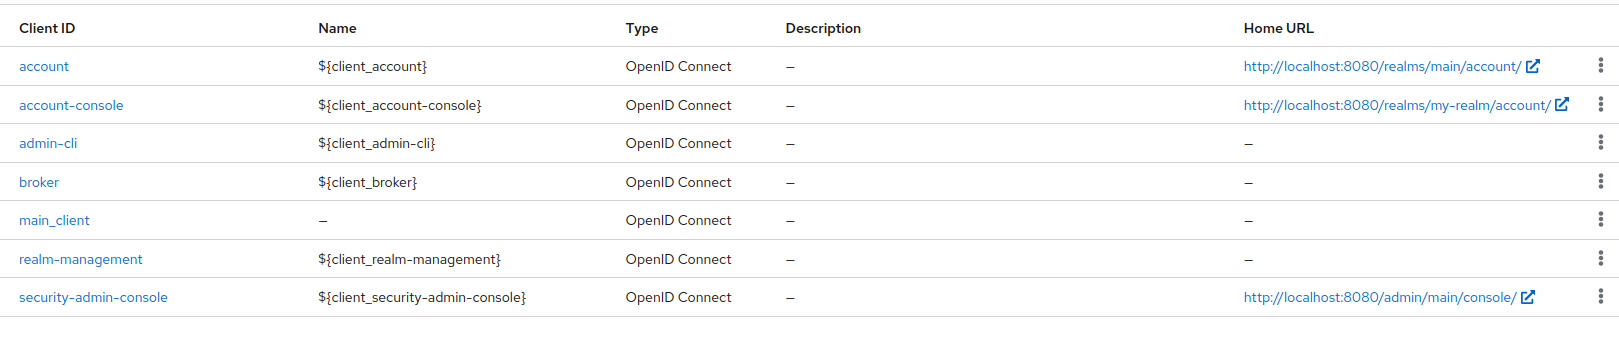 Client ID Name Type Description Home URL
account ${client_account} OpenID Connect – http://localhost:8080/realms/main/account/
account-console ${client_account-console} OpenID Connect – http://localhost:8080/realms/my-realm/account/
admin-cli ${client_admin-cli} OpenID Connect – –
broker ${client_broker} OpenID Connect – –
main_client – OpenID Connect – –
realm-management ${client_realm-management} OpenID Connect – –
security-admin-console ${client_security-admin-console} OpenID Connect – http://localhost:8080/admin/main/console/